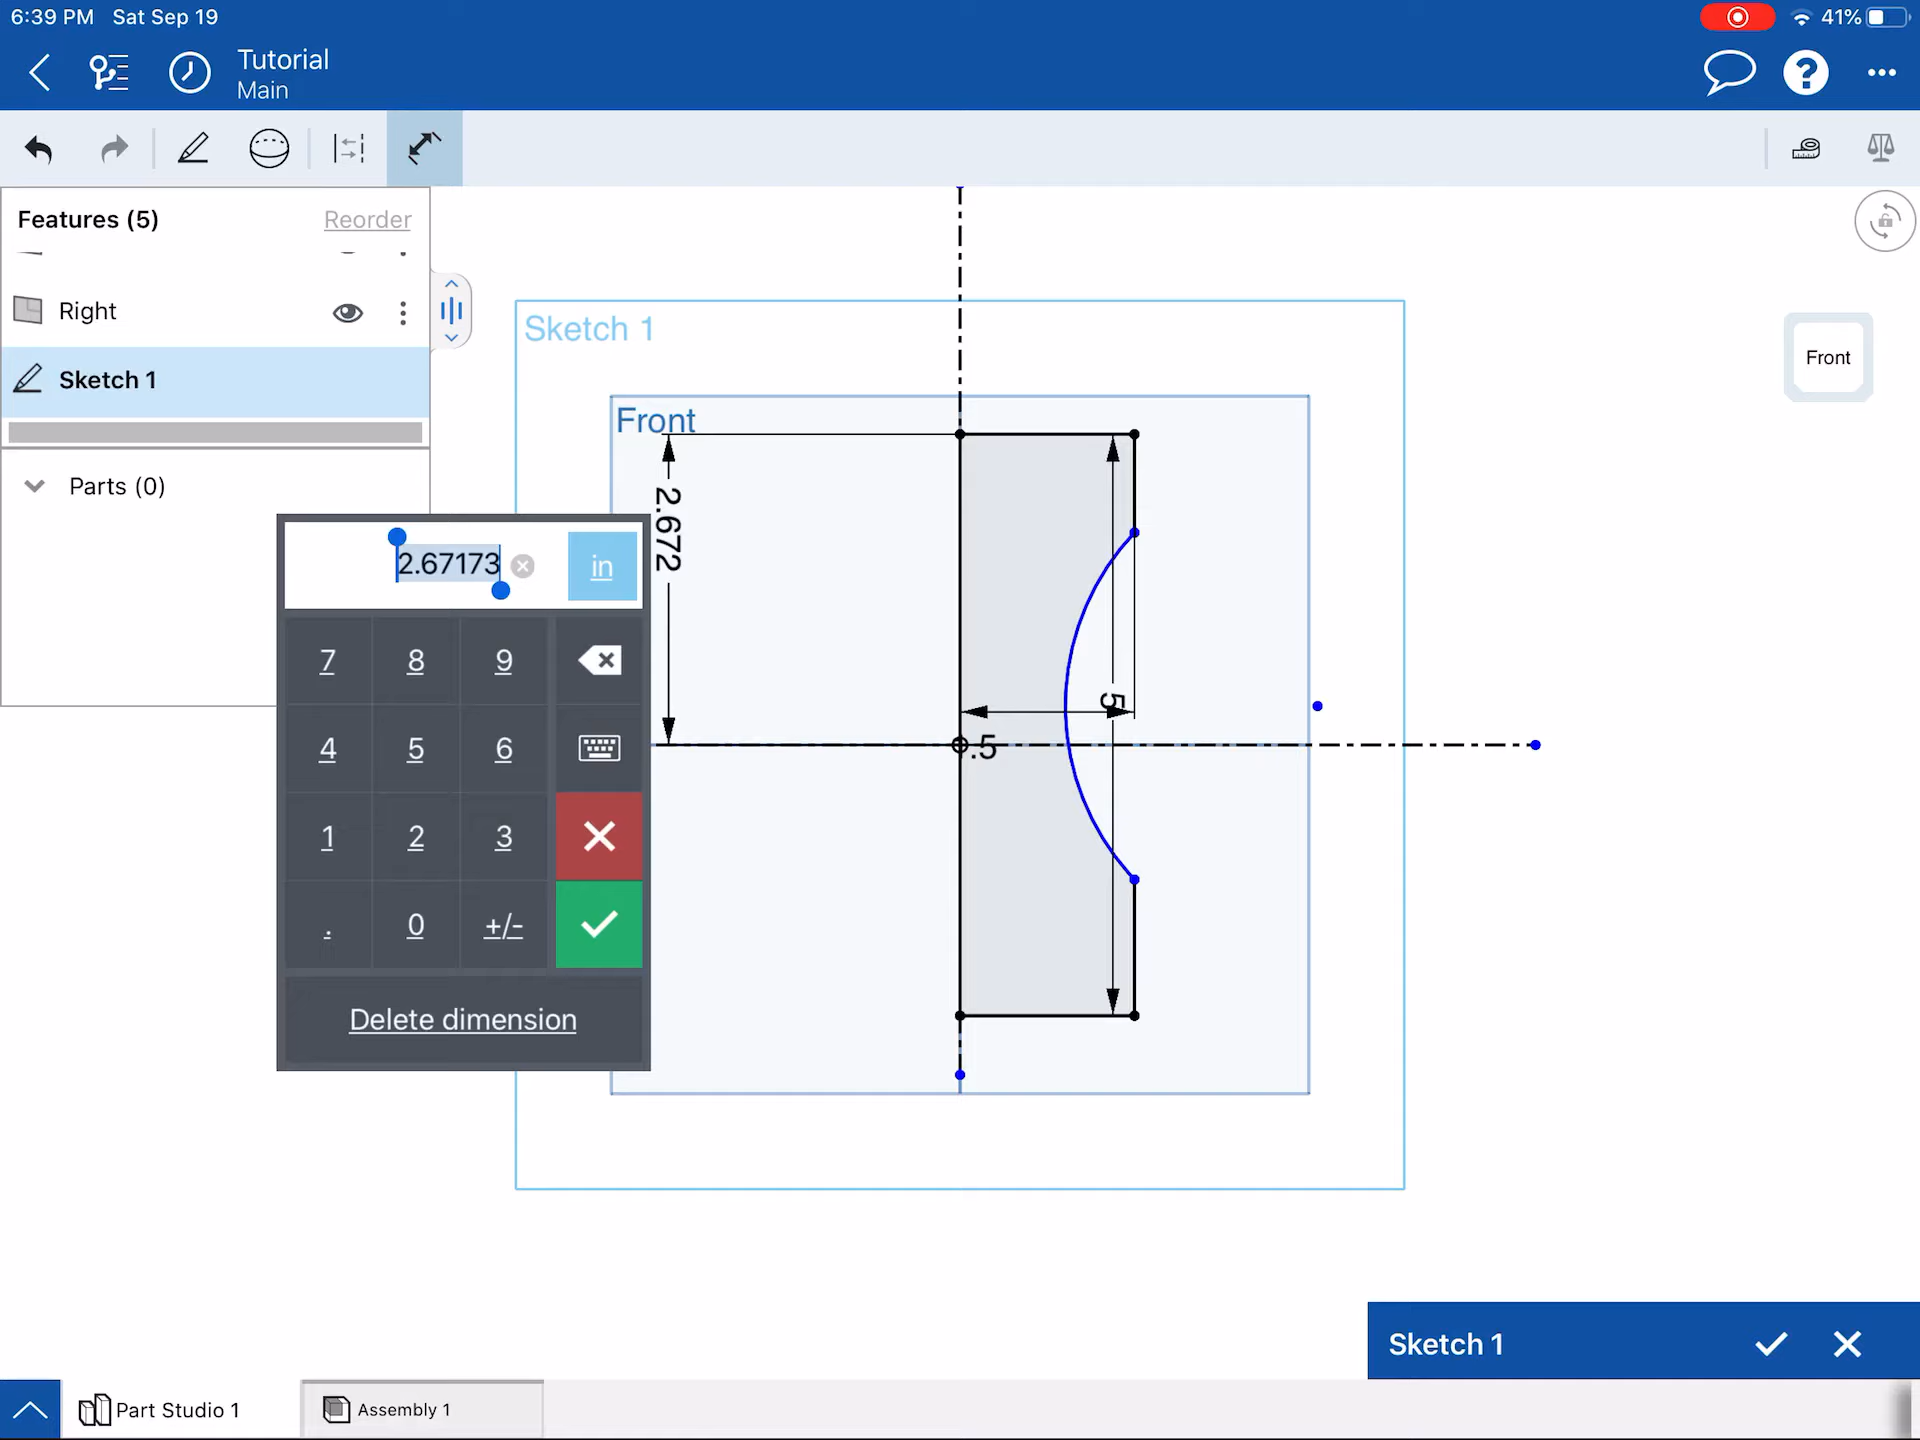 6:39 PM Sat Sep 19
41%
Tutorial
Main
Features (5)
Reorder
Right
Sketch 1
Parts (0)
Sketch 1
Front
Front
2.672
5
.5
2.67173
in
7 8 9
4 5 6
1 2 3
. 0 +/-
Delete dimension
Sketch 1
Part Studio 1
Assembly 1